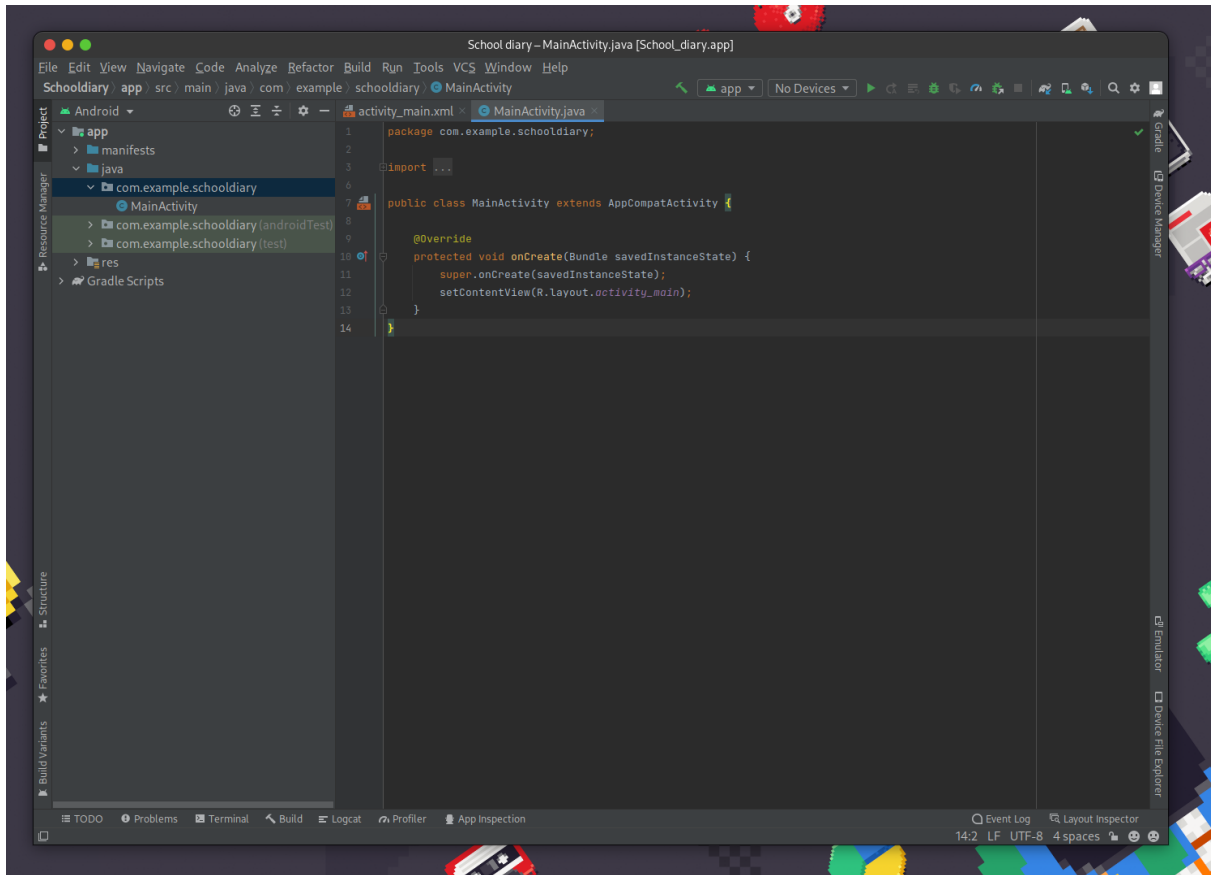 School diary – MainActivity.java [School_diary.app]
File Edit View Navigate Code Analyze Refactor Build Run Tools VCS Window Help
Schooldiary app src main java com example schooldiary MainActivity
app No Devices
Project
Android
activity_main.xml MainActivity.java
app
manifests
java
com.example.schooldiary
MainActivity
com.example.schooldiary (androidTest)
com.example.schooldiary (test)
res
Gradle Scripts
1 package com.example.schooldiary;
2
3 import ...
6
7 public class MainActivity extends AppCompatActivity {
8
9 @Override
10 protected void onCreate(Bundle savedInstanceState) {
11 super.onCreate(savedInstanceState);
12 setContentView(R.layout.activity_main);
13 }
14 }
Resource Manager
Structure
Favorites
Build Variants
Gradle
Device Manager
Emulator
Device File Explorer
TODO Problems Terminal Build Logcat Profiler App Inspection Event Log Layout Inspector
14:2 LF UTF-8 4 spaces